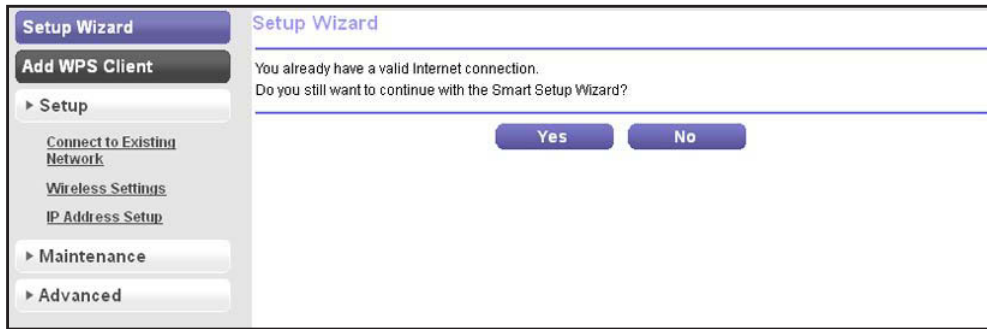 Setup Wizard
Add WPS Client
Setup
Connect to Existing
Network
Wireless Settings
IP Address Setup
Maintenance
Advanced
Setup Wizard
You already have a valid Internet connection.
Do you still want to continue with the Smart Setup Wizard?
Yes
No